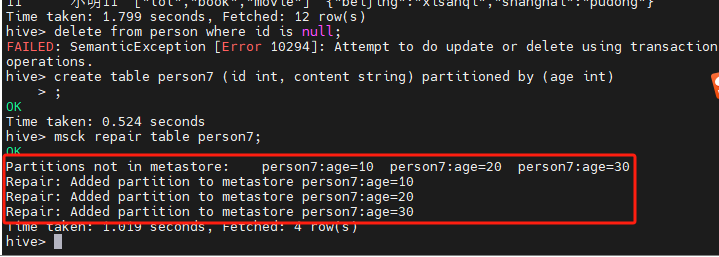 11      小明11  ["lol","book","movie"]  {"beijing":"xisanqi","shanghai":"pudong"}
Time taken: 1.799 seconds, Fetched: 12 row(s)
hive> delete from person where id is null;
FAILED: SemanticException [Error 10294]: Attempt to do update or delete using transaction
operations.
hive> create table person7 (id int, content string) partitioned by (age int)
    > ;
OK
Time taken: 0.524 seconds
hive> msck repair table person7;
OK
Partitions not in metastore:    person7:age=10  person7:age=20  person7:age=30
Repair: Added partition to metastore person7:age=10
Repair: Added partition to metastore person7:age=20
Repair: Added partition to metastore person7:age=30
Time taken: 1.019 seconds, Fetched: 4 row(s)
hive>